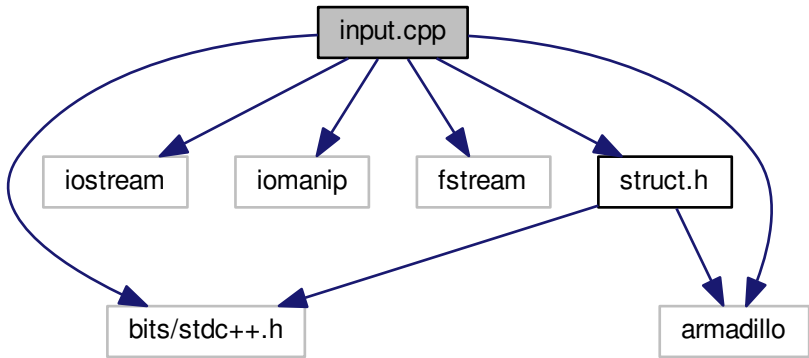 input.cpp
iostream
iomanip
fstream
struct.h
bits/stdc++.h
armadillo